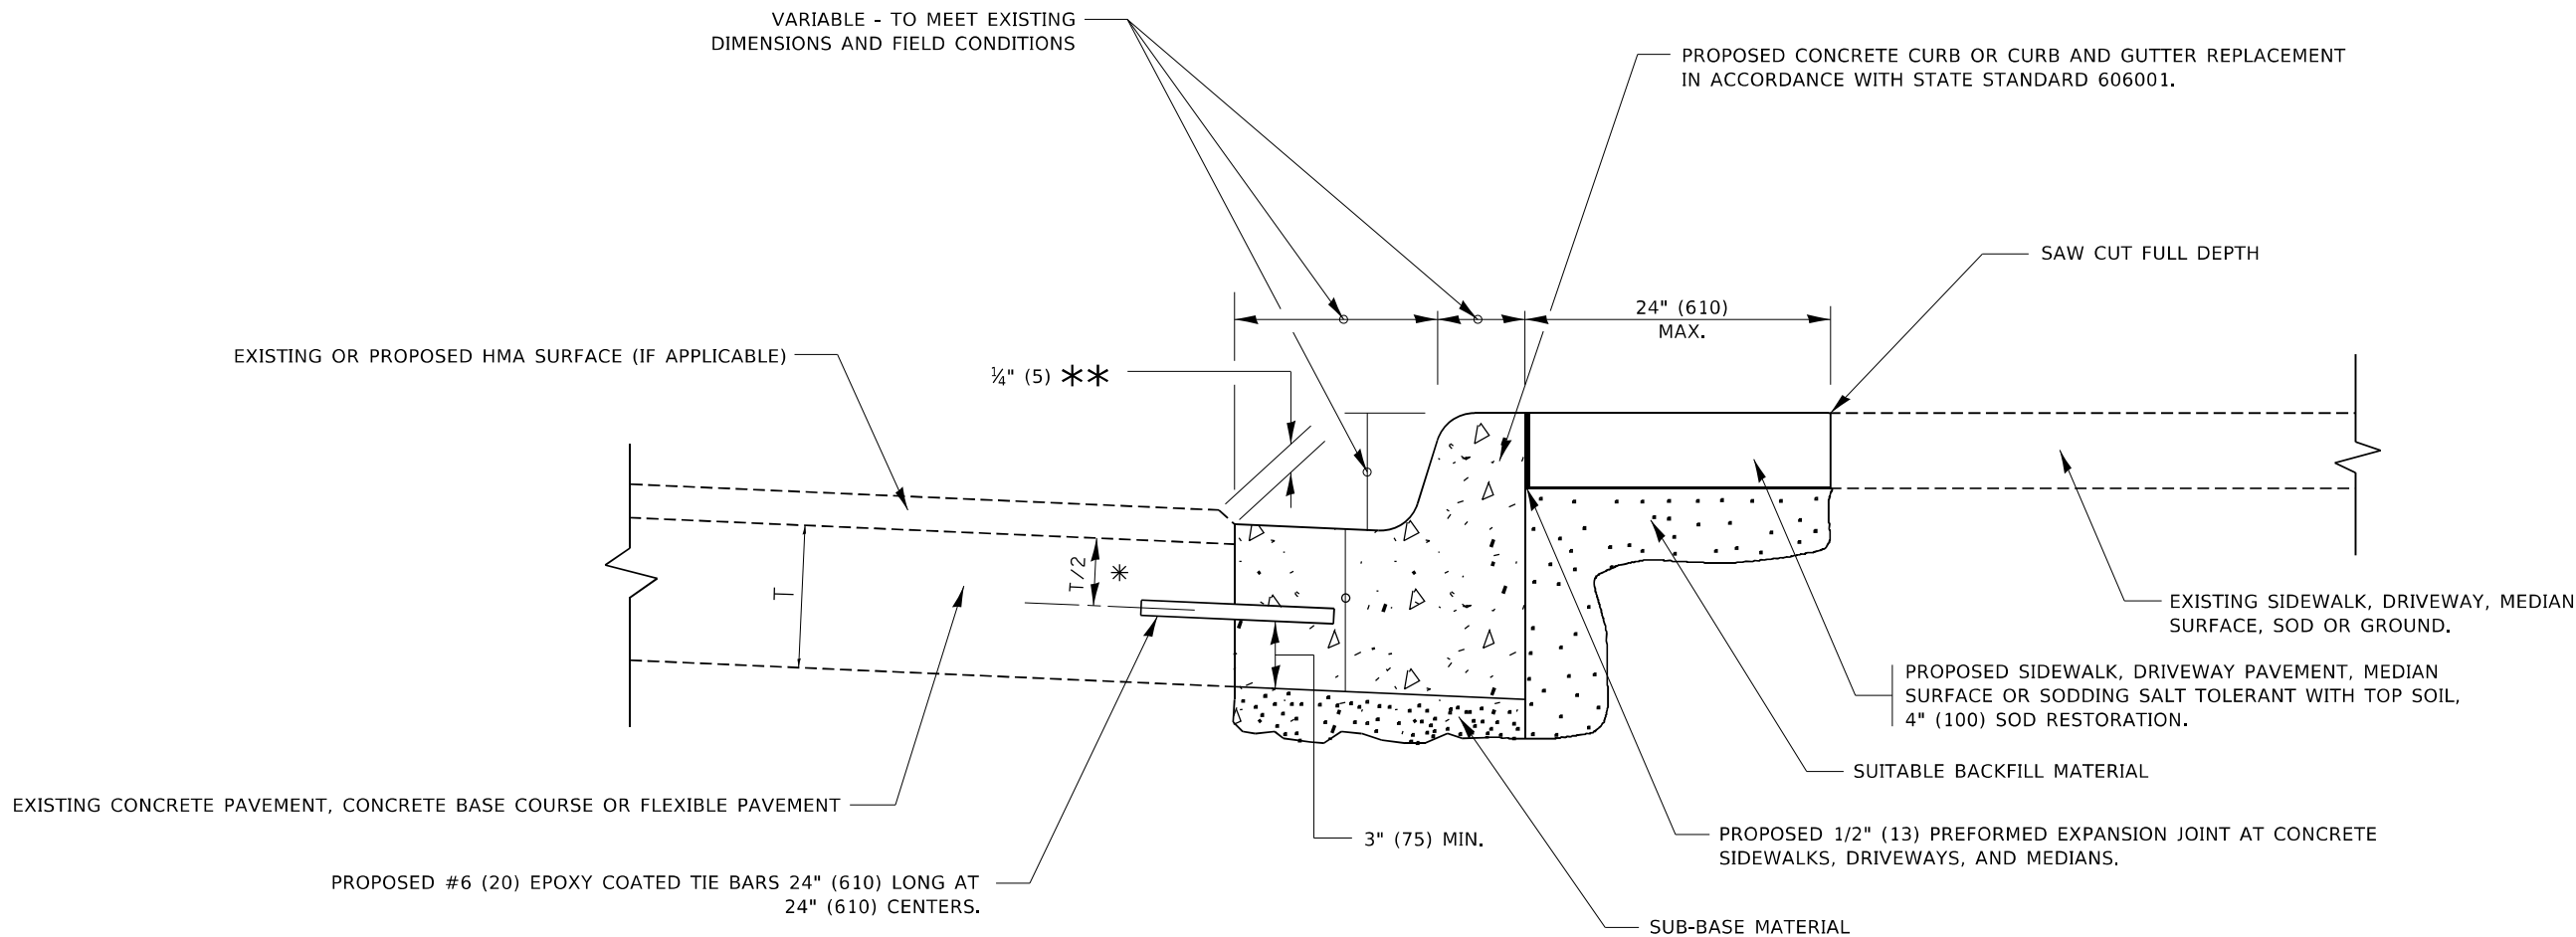 VARIABLE - TO MEET EXISTING
DIMENSIONS AND FIELD CONDITIONS
PROPOSED CONCRETE CURB OR CURB AND GUTTER REPLACEMENT
IN ACCORDANCE WITH STATE STANDARD 606001.
SAW CUT FULL DEPTH
24" (610)
MAX.
EXISTING OR PROPOSED HMA SURFACE (IF APPLICABLE)
¼" (5) **
T
T/2 *
EXISTING SIDEWALK, DRIVEWAY, MEDIAN
SURFACE, SOD OR GROUND.
PROPOSED SIDEWALK, DRIVEWAY PAVEMENT, MEDIAN
SURFACE OR SODDING SALT TOLERANT WITH TOP SOIL,
4" (100) SOD RESTORATION.
SUITABLE BACKFILL MATERIAL
EXISTING CONCRETE PAVEMENT, CONCRETE BASE COURSE OR FLEXIBLE PAVEMENT
3" (75) MIN.
PROPOSED 1/2" (13) PREFORMED EXPANSION JOINT AT CONCRETE
SIDEWALKS, DRIVEWAYS, AND MEDIANS.
PROPOSED #6 (20) EPOXY COATED TIE BARS 24" (610) LONG AT
24" (610) CENTERS.
SUB-BASE MATERIAL